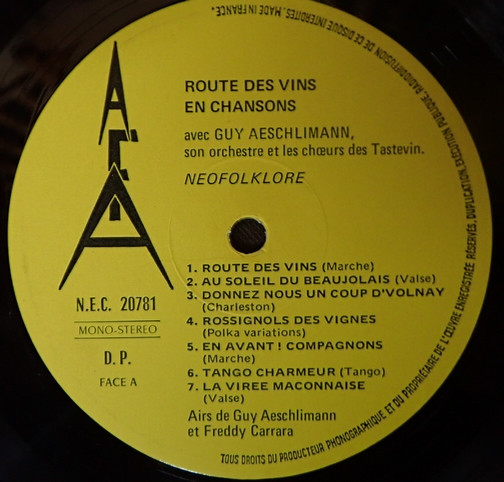 ROUTE DES VINS
EN CHANSONS
avec GUY AESCHLIMANN,
son orchestre et les chœurs des Tastevin.
NEOFOLKLORE
N.E.C. 20781
MONO-STEREO
D.P.
FACE A
1. ROUTE DES VINS (Marche)
2. AU SOLEIL DU BEAUJOLAIS (Valse)
3. DONNEZ NOUS UN COUP D'VOLNAY
(Charleston)
4. ROSSIGNOLS DES VIGNES
(Polka variations)
5. EN AVANT ! COMPAGNONS
(Marche)
6. TANGO CHARMEUR (Tango)
7. LA VIREE MACONNAISE
(Valse)
Airs de Guy Aeschlimann
et Freddy Carrara
TOUS DROITS DU PRODUCTEUR PHONOGRAPHIQUE ET DU PROPRIÉTAIRE DE L'ŒUVRE ENREGISTRÉE RÉSERVÉS, DUPLICATION, EXÉCUTION PUBLIQUE, RADIODIFFUSION DE CE DISQUE INTERDITES. MADE IN FRANCE.